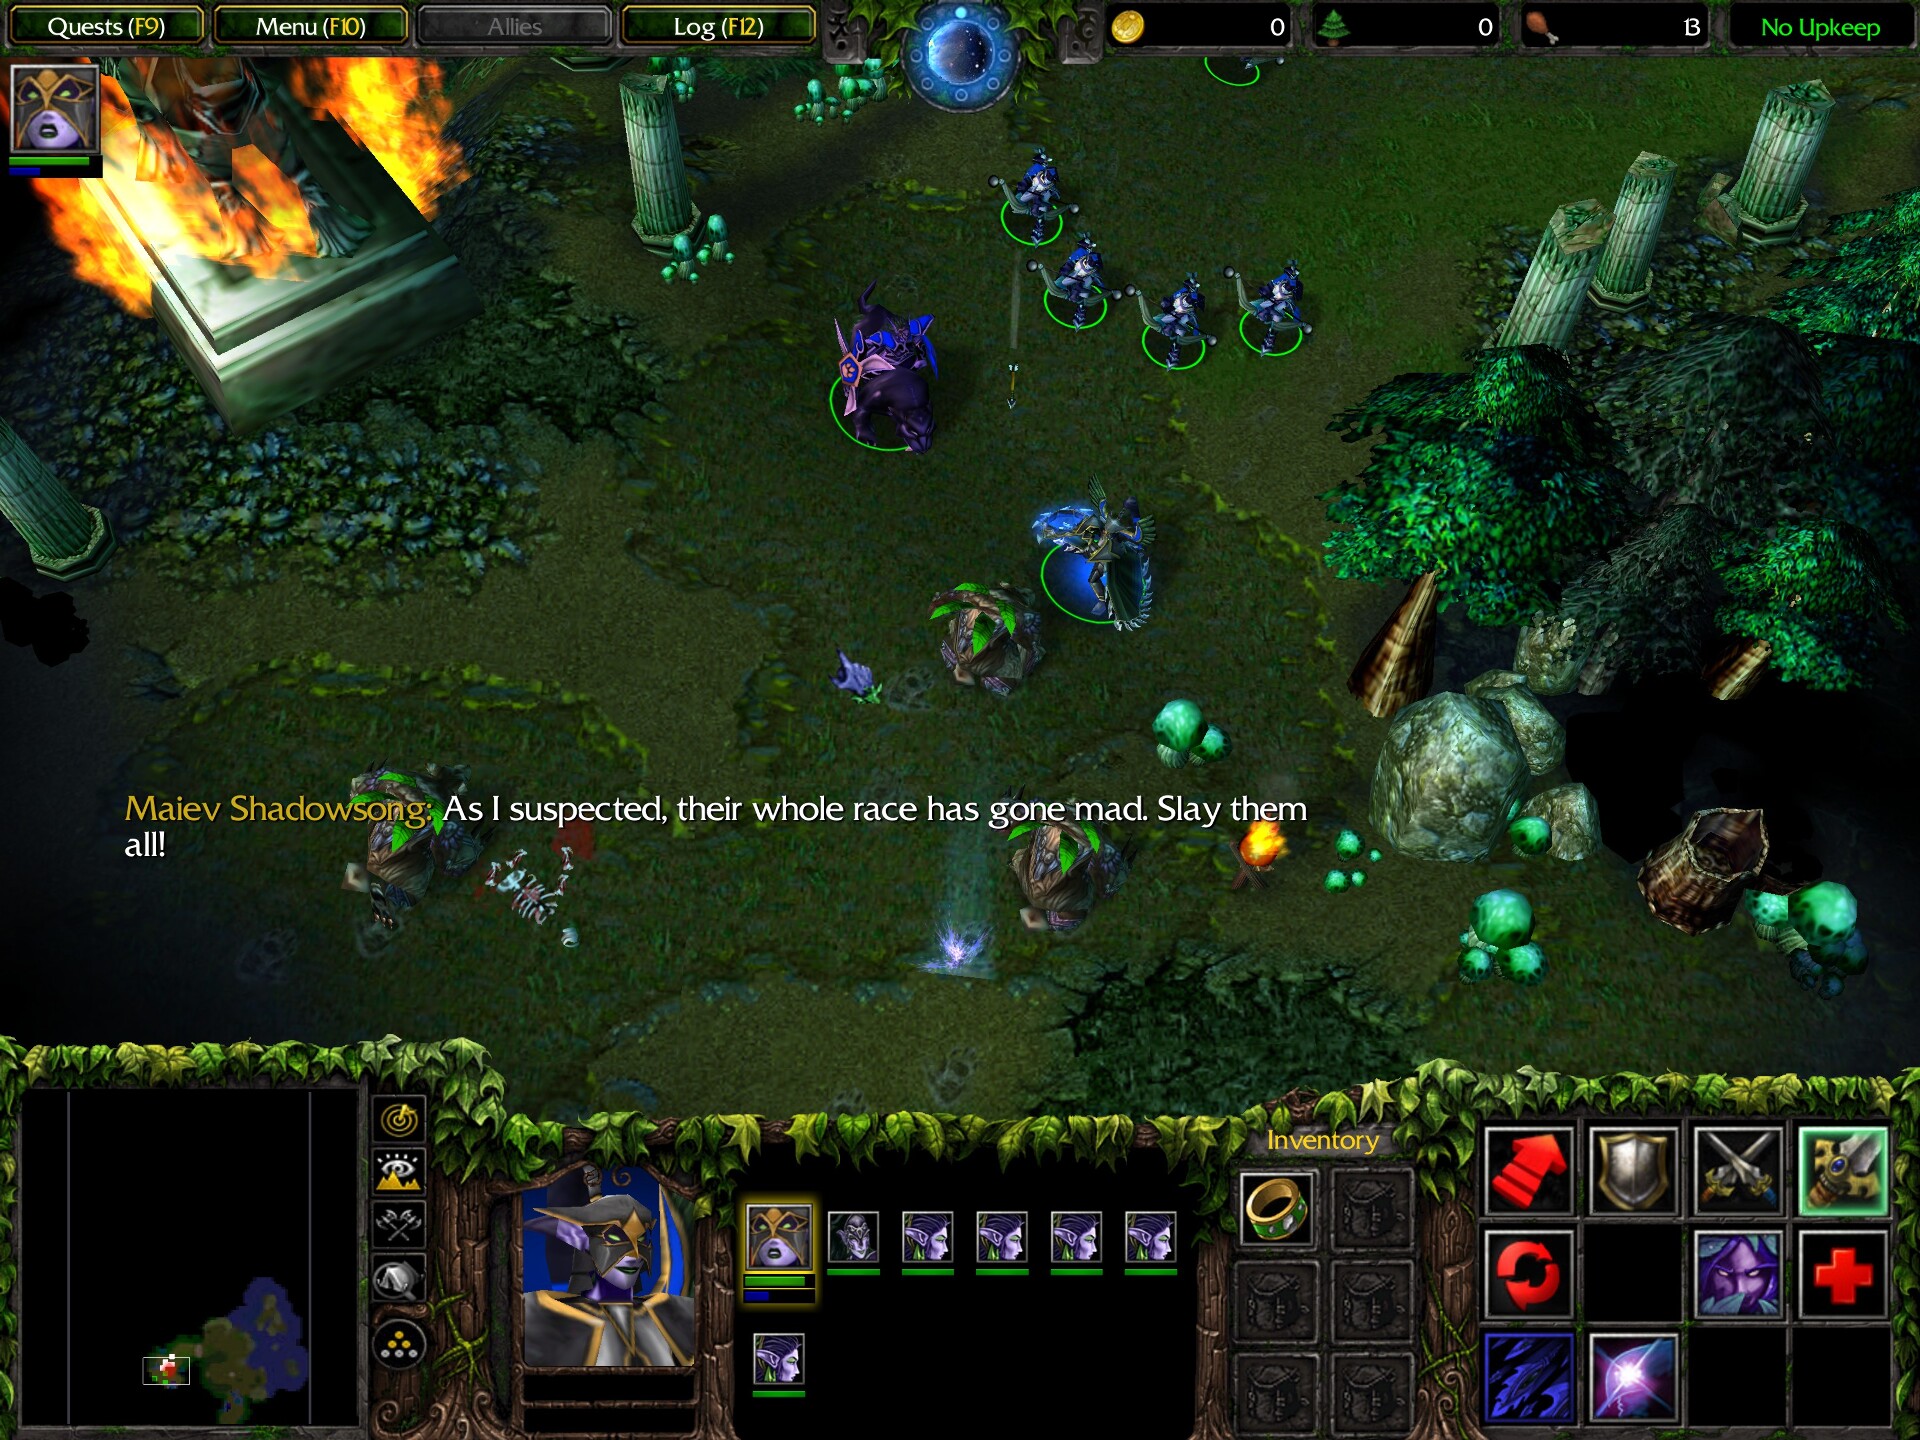 Quests (F9) Menu (F10) Allies Log (F12) 0 0 13 No Upkeep
Maiev Shadowsong: As I suspected, their whole race has gone mad. Slay them
all!
Inventory